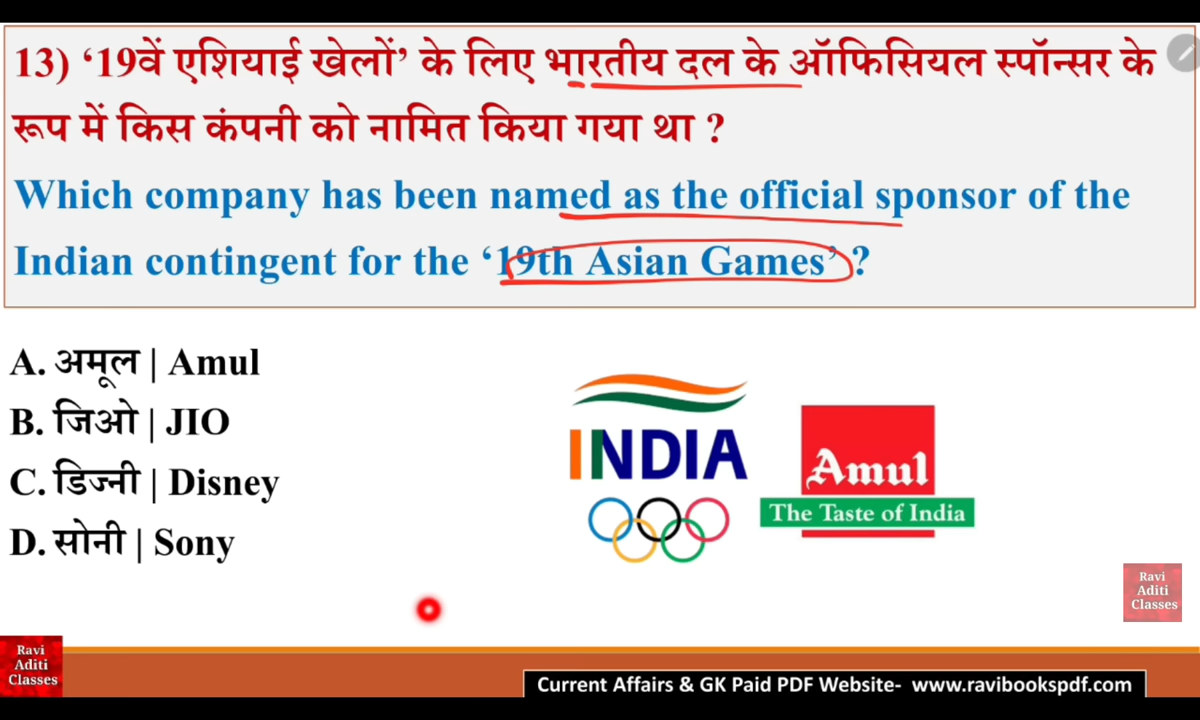 13) ‘19वें एशियाई खेलों’ के लिए भारतीय दल के ऑफिसियल स्पॉन्सर के
रूप में किस कंपनी को नामित किया गया था ?
Which company has been named as the official sponsor of the
Indian contingent for the ‘19th Asian Games’ ?
A. अमूल | Amul
B. जिओ | JIO
C. डिज्नी | Disney
D. सोनी | Sony
INDIA
Amul
The Taste of India
Ravi
Aditi
Classes
Ravi
Aditi
Classes
Current Affairs & GK Paid PDF Website- www.ravibookspdf.com